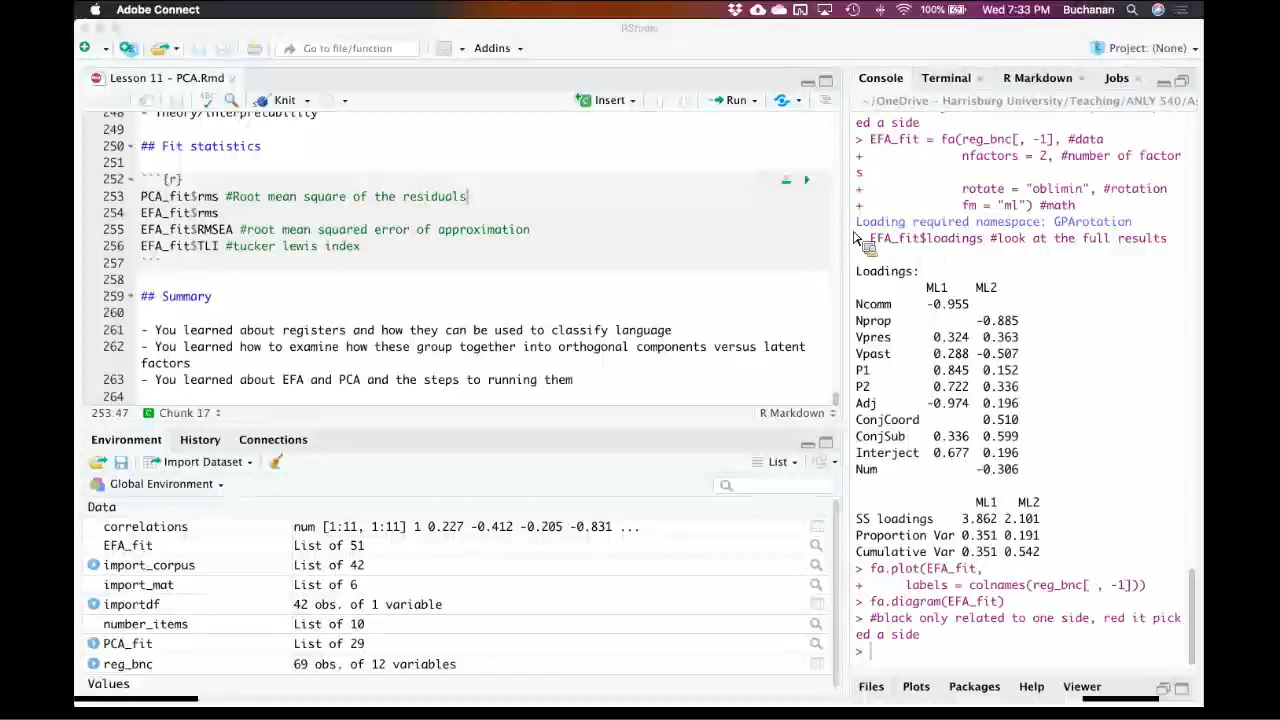 Adobe Connect
100%
Wed 7:33 PM
Buchanan
RStudio
Go to file/function
Addins
Project: (None)
Lesson 11 - PCA.Rmd
Knit
Insert
Run
248 - Theory/interpretability
249
250 ## Fit statistics
251
252 ```{r}
253 PCA_fit$rms #Root mean square of the residuals
254 EFA_fit$rms
255 EFA_fit$RMSEA #root mean squared error of approximation
256 EFA_fit$TLI #tucker lewis index
257 ```
258
259 ## Summary
260
261 - You learned about registers and how they can be used to classify language
262 - You learned how to examine how these group together into orthogonal components versus latent
factors
263 - You learned about EFA and PCA and the steps to running them
264
253:47 Chunk 17 R Markdown
Environment History Connections
Import Dataset List
Global Environment
Data
correlations num [1:11, 1:11] 1 0.227 -0.412 -0.205 -0.831 ...
EFA_fit List of 51
import_corpus List of 42
import_mat List of 6
importdf 42 obs. of 1 variable
number_items List of 10
PCA_fit List of 29
reg_bnc 69 obs. of 12 variables
Values
Console Terminal R Markdown Jobs
~/OneDrive - Harrisburg University/Teaching/ANLY 540/As
ed a side
> EFA_fit = fa(reg_bnc[, -1], #data
+ nfactors = 2, #number of factor
s
+ rotate = "oblimin", #rotation
+ fm = "ml") #math
Loading required namespace: GPArotation
EFA_fit$loadings #look at the full results
Loadings:
ML1 ML2
Ncomm -0.955
Nprop -0.885
Vpres 0.324 0.363
Vpast 0.288 -0.507
P1 0.845 0.152
P2 0.722 0.336
Adj -0.974 0.196
ConjCoord 0.510
ConjSub 0.336 0.599
Interject 0.677 0.196
Num -0.306
ML1 ML2
SS loadings 3.862 2.101
Proportion Var 0.351 0.191
Cumulative Var 0.351 0.542
> fa.plot(EFA_fit,
+ labels = colnames(reg_bnc[ , -1]))
> fa.diagram(EFA_fit)
> #black only related to one side, red it pick
ed a side
>
Files Plots Packages Help Viewer